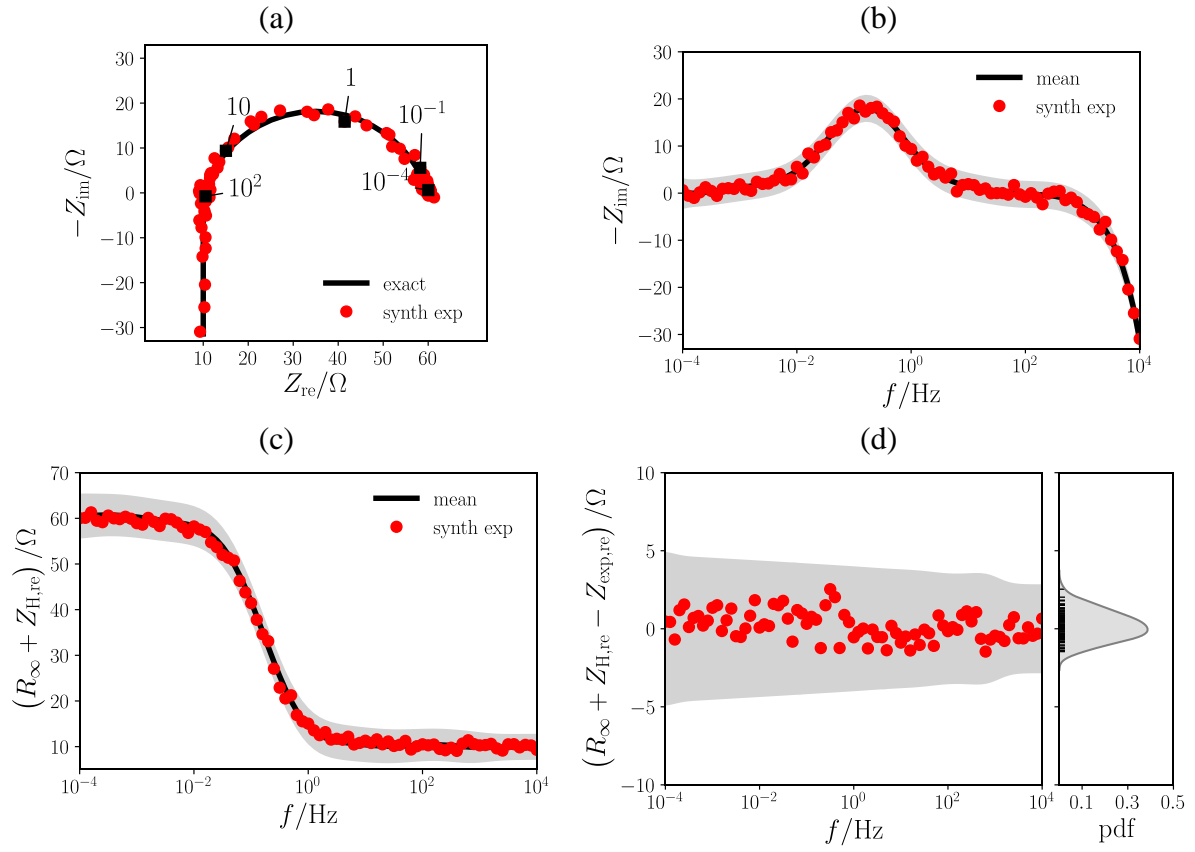 (a)
30
20
10
0
−10
−20
−30
10 20 30 40 50 60
−Z_im/Ω
Z_re/Ω
10
1
10^−1
10^2
10^−4
exact
synth exp
(b)
30
20
10
0
−10
−20
−30
10^−4 10^−2 10^0 10^2 10^4
−Z_im/Ω
f/Hz
mean
synth exp
(c)
70
60
50
40
30
20
10
10^−4 10^−2 10^0 10^2 10^4
(R_∞ + Z_H,re) /Ω
f/Hz
mean
synth exp
(d)
10
5
0
−5
−10
10^−4 10^−2 10^0 10^2 10^4
(R_∞ + Z_H,re − Z_exp,re) /Ω
f/Hz
0.1 0.3 0.5
pdf